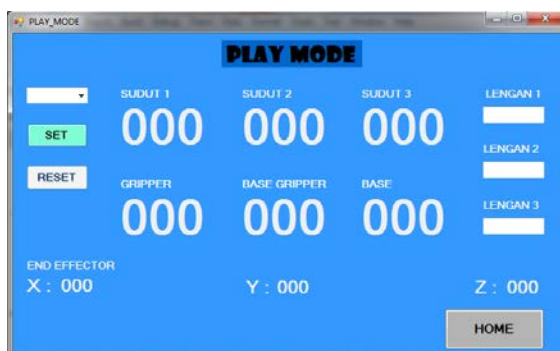 PLAY_MODE
PLAY MODE
SUDUT 1 SUDUT 2 SUDUT 3 LENGAN 1
000 000 000
SET
LENGAN 2
RESET
GRIPPER BASE GRIPPER BASE
000 000 000
LENGAN 3
END EFFECTOR
X : 000 Y : 000 Z : 000
HOME